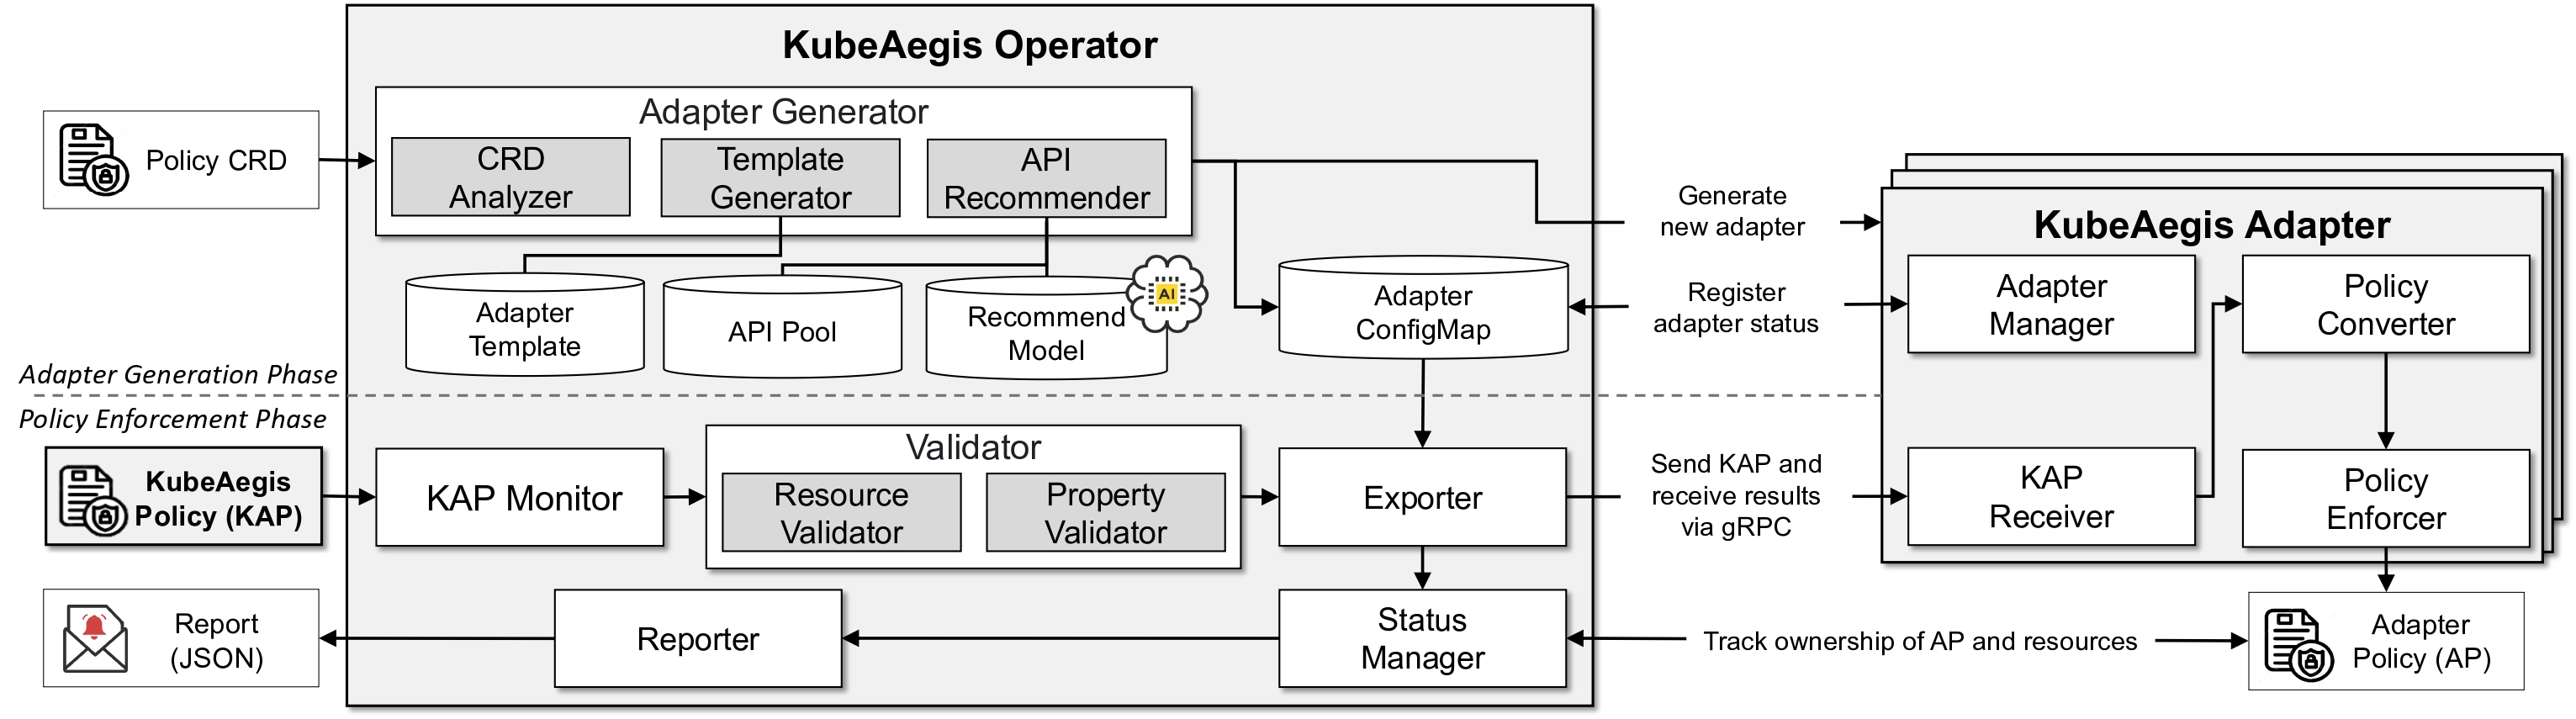 KubeAegis Operator
Policy CRD
Adapter Generator
CRD
Analyzer
Template
Generator
API
Recommender
Adapter
Template
API Pool
Recommend
Model
AI
Adapter
ConfigMap
Generate
new adapter
Register
adapter status
KubeAegis Adapter
Adapter
Manager
Policy
Converter
Adapter Generation Phase
Policy Enforcement Phase
KubeAegis
Policy (KAP)
KAP Monitor
Validator
Resource
Validator
Property
Validator
Exporter
Send KAP and
receive results
via gRPC
KAP
Receiver
Policy
Enforcer
Report
(JSON)
Reporter
Status
Manager
Track ownership of AP and resources
Adapter
Policy (AP)